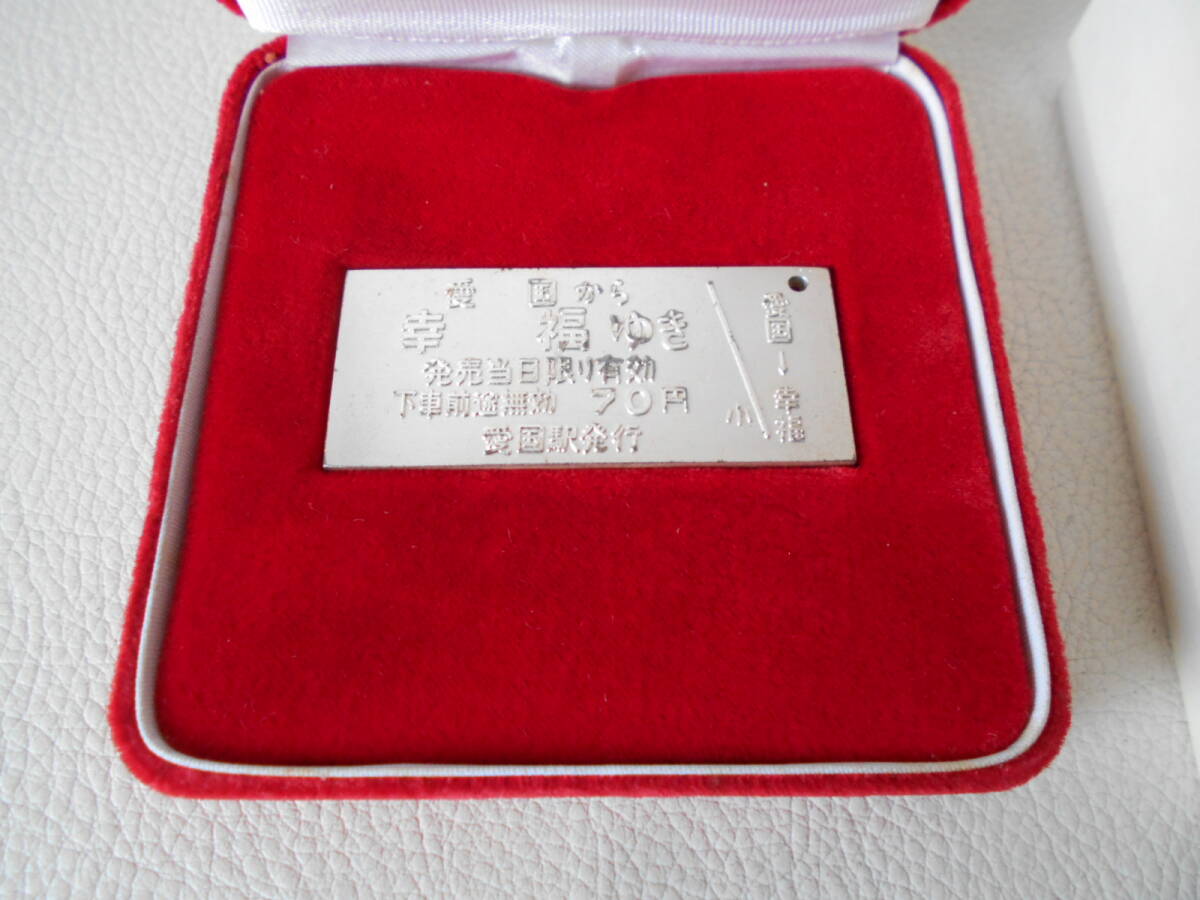 愛国から
幸福ゆき
発売当日限り有効
下車前途無効 70円
愛国駅発行
小
愛国→幸福